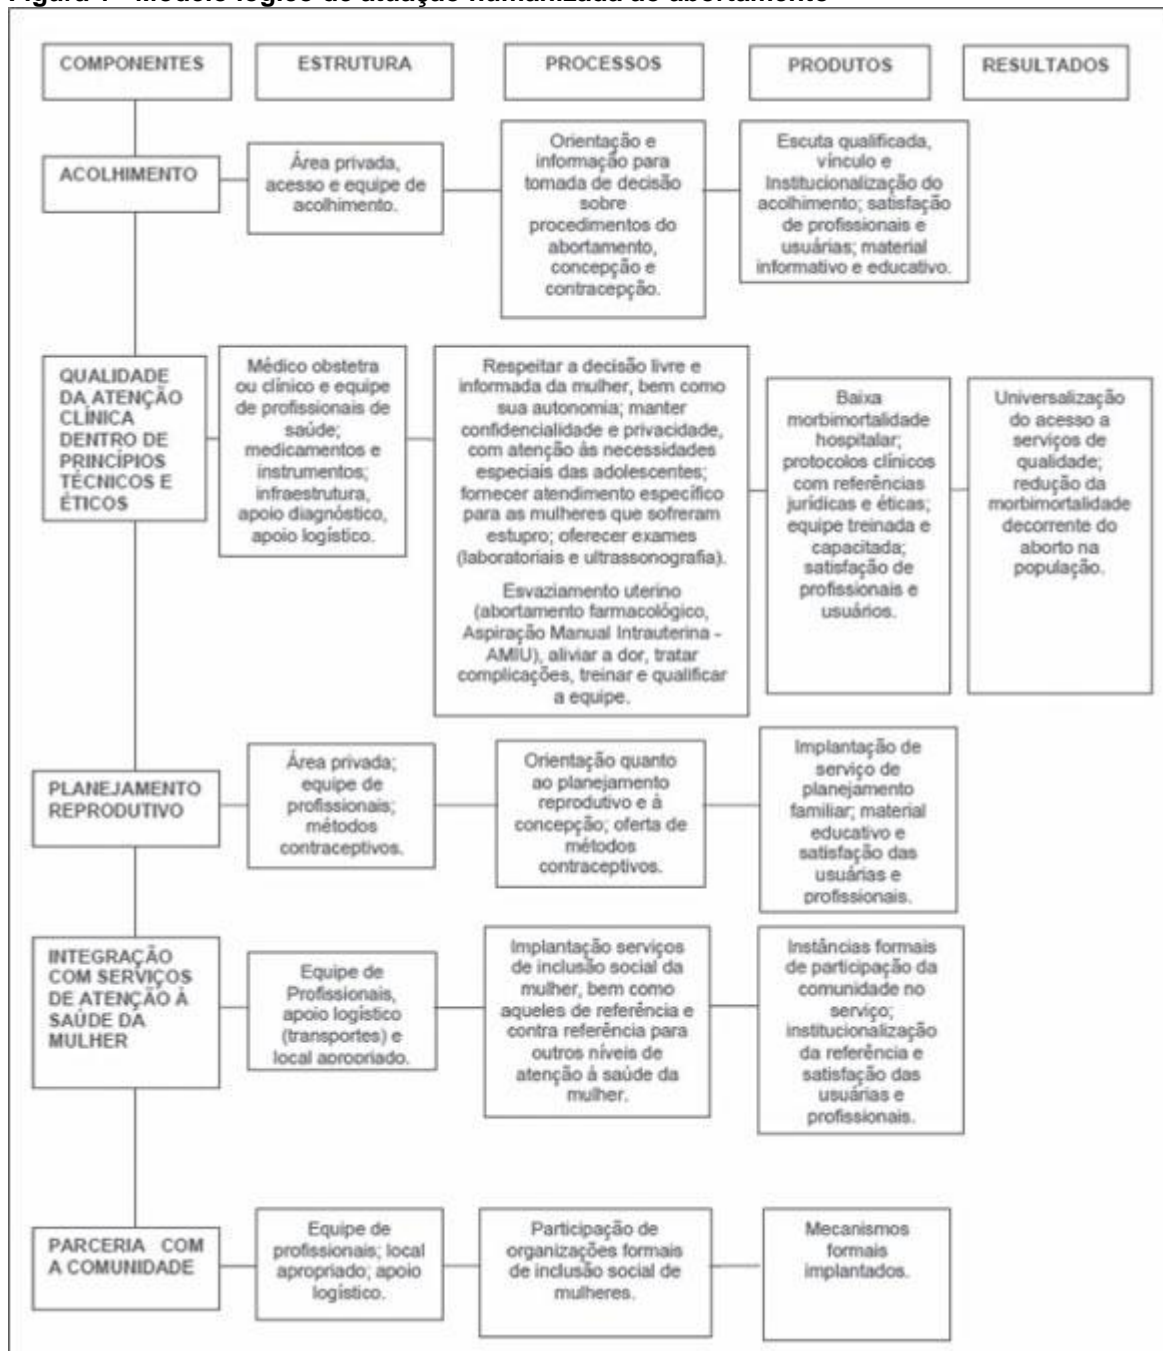 COMPONENTES
ESTRUTURA
PROCESSOS
PRODUTOS
RESULTADOS
ACOLHIMENTO
Área privada,
acesso e equipe de
acolhimento.
Orientação e
informação para
tomada de decisão
sobre
procedimentos do
abortamento,
concepção e
contracepção.
Escuta qualificada,
vínculo e
Institucionalização do
acolhimento; satisfação
de profissionais e
usuárias; material
informativo e educativo.
QUALIDADE
DA ATENÇÃO
CLÍNICA
DENTRO DE
PRINCÍPIOS
TÉCNICOS E
ÉTICOS
Médico obstetra
ou clínico e equipe
de profissionais de
saúde;
medicamentos e
instrumentos;
infraestrutura,
apoio diagnóstico,
apoio logístico.
Respeitar a decisão livre e
informada da mulher, bem como
sua autonomia; manter
confidencialidade e privacidade,
com atenção às necessidades
especiais das adolescentes;
fornecer atendimento específico
para as mulheres que sofreram
estupro; oferecer exames
(laboratoriais e ultrassonografia).
Esvaziamento uterino
(abortamento farmacológico,
Aspiração Manual Intrauterina -
AMIU), aliviar a dor, tratar
complicações, treinar e qualificar
a equipe.
Baixa
morbimortalidade
hospitalar;
protocolos clínicos
com referências
jurídicas e éticas;
equipe treinada e
capacitada;
satisfação de
profissionais e
usuários.
Universalização
do acesso a
serviços de
qualidade;
redução da
morbimortalidade
decorrente do
aborto na
população.
PLANEJAMENTO
REPRODUTIVO
Área privada;
equipe de
profissionais;
métodos
contraceptivos.
Orientação quanto
ao planejamento
reprodutivo e à
concepção; oferta de
métodos
contraceptivos.
Implantação de
serviço de
planejamento
familiar; material
educativo e
satisfação das
usuárias e
profissionais.
INTEGRAÇÃO
COM SERVIÇOS
DE ATENÇÃO À
SAÚDE DA
MULHER
Equipe de
Profissionais,
apoio logístico
(transportes) e
local apropriado.
Implantação serviços
de inclusão social da
mulher, bem como
aqueles de referência e
contra referência para
outros níveis de
atenção à saúde da
mulher.
Instâncias formais
de participação da
comunidade no
serviço;
institucionalização
da referência e
satisfação das
usuárias e
profissionais.
PARCERIA COM
A COMUNIDADE
Equipe de
profissionais; local
apropriado; apoio
logístico.
Participação de
organizações formais
de inclusão social de
mulheres.
Mecanismos
formais
implantados.